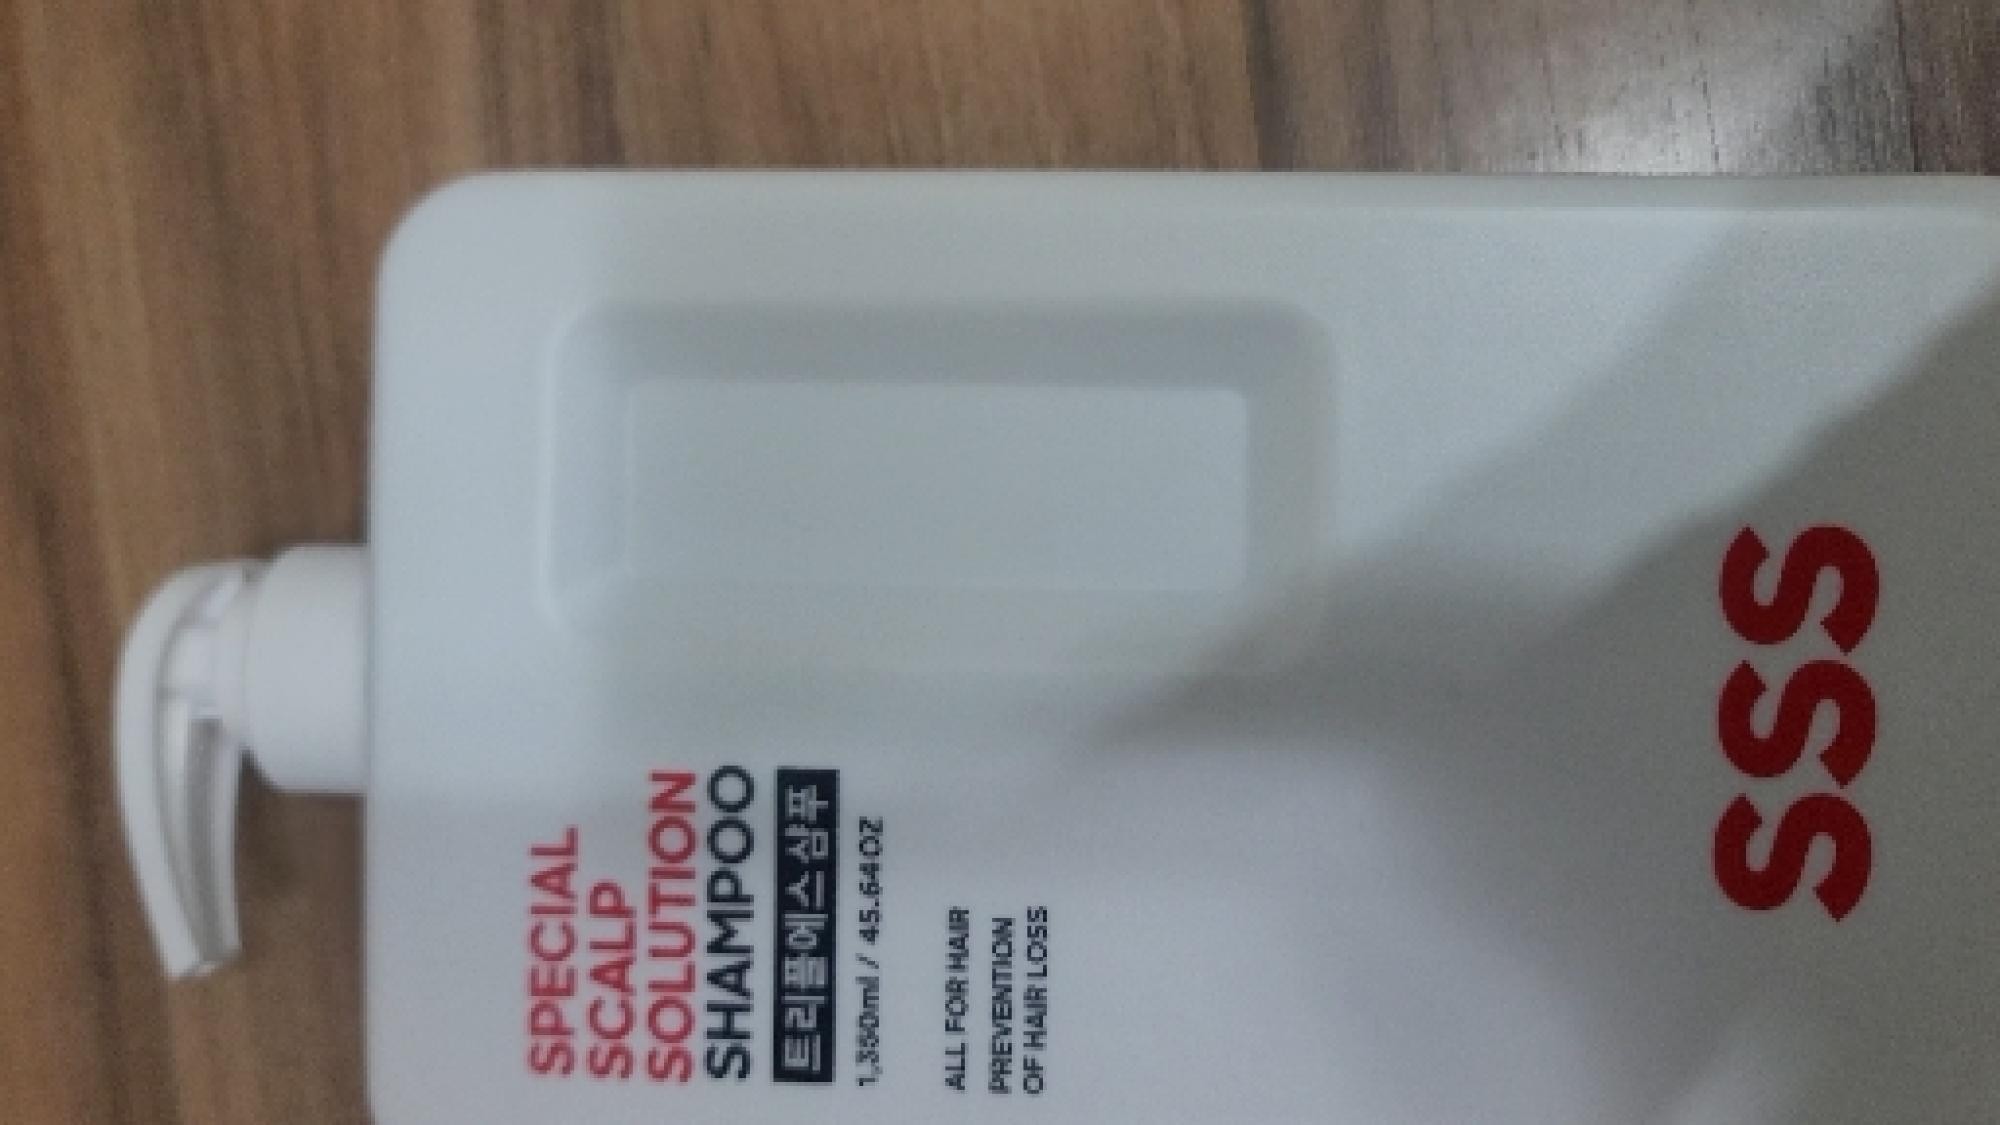 SPECIAL
SCALP
SOLUTION
SHAMPOO
트리플에스 샴푸
1,350ml / 45.64OZ
ALL FOR HAIR
PREVENTION
OF HAIR LOSS
SSS